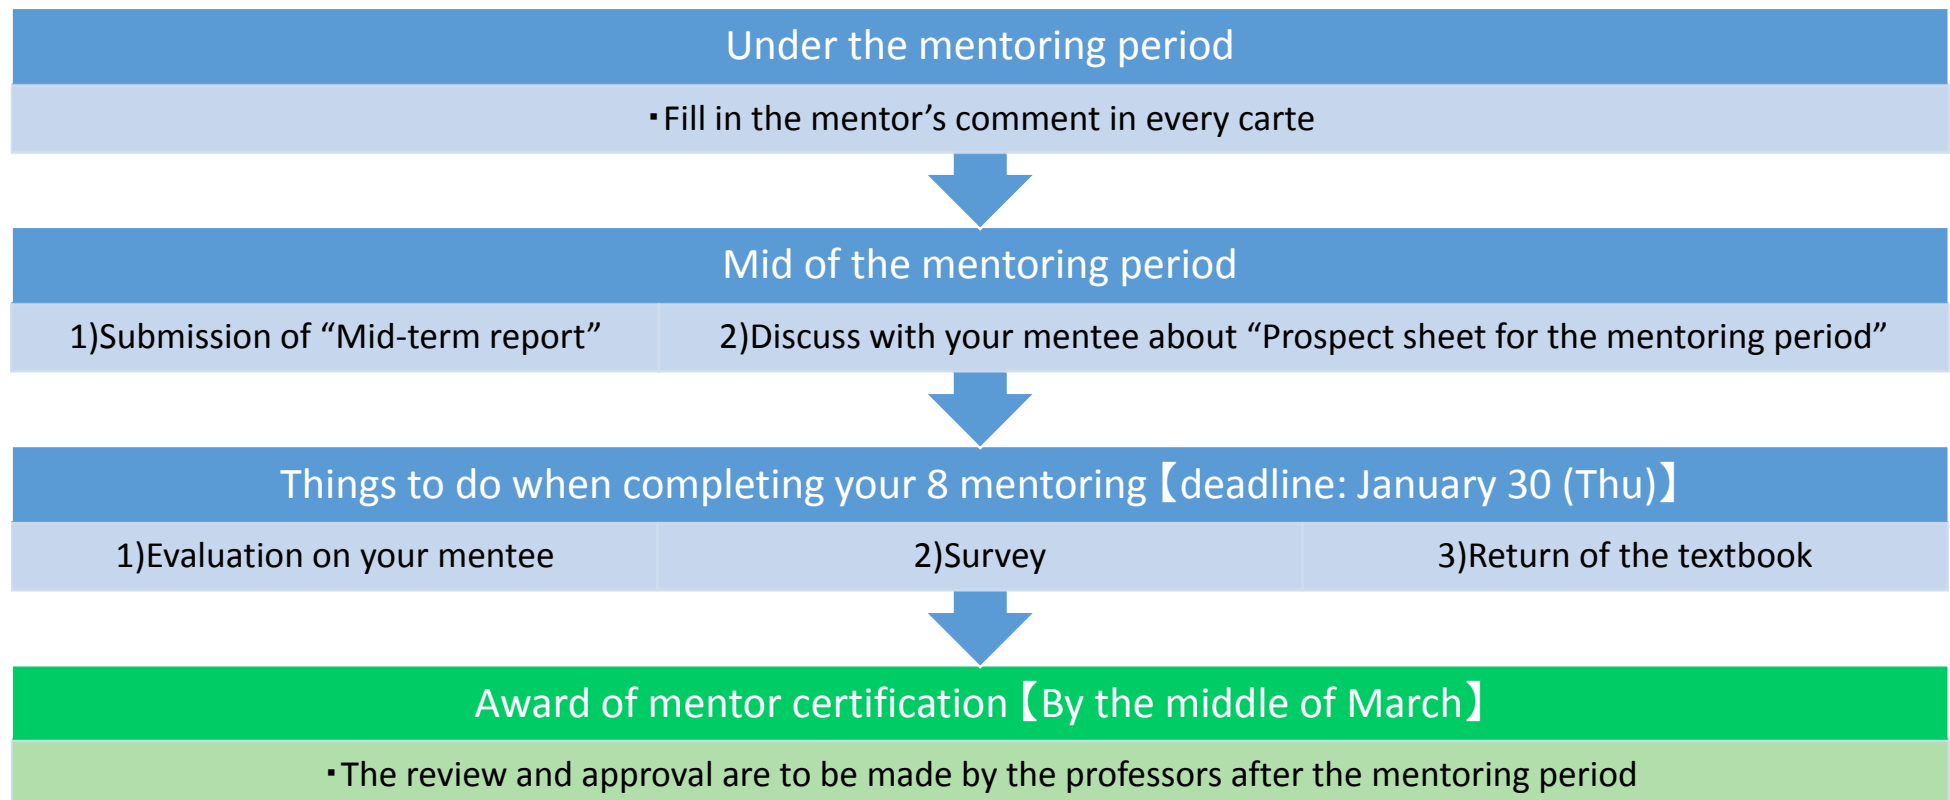 Under the mentoring period
▪Fill in the mentor’s comment in every carte
Mid of the mentoring period
1)Submission of “Mid-term report”
2)Discuss with your mentee about “Prospect sheet for the mentoring period”
Things to do when completing your 8 mentoring【deadline: January 30 (Thu)】
1)Evaluation on your mentee
2)Survey
3)Return of the textbook
Award of mentor certification【By the middle of March】
▪The review and approval are to be made by the professors after the mentoring period